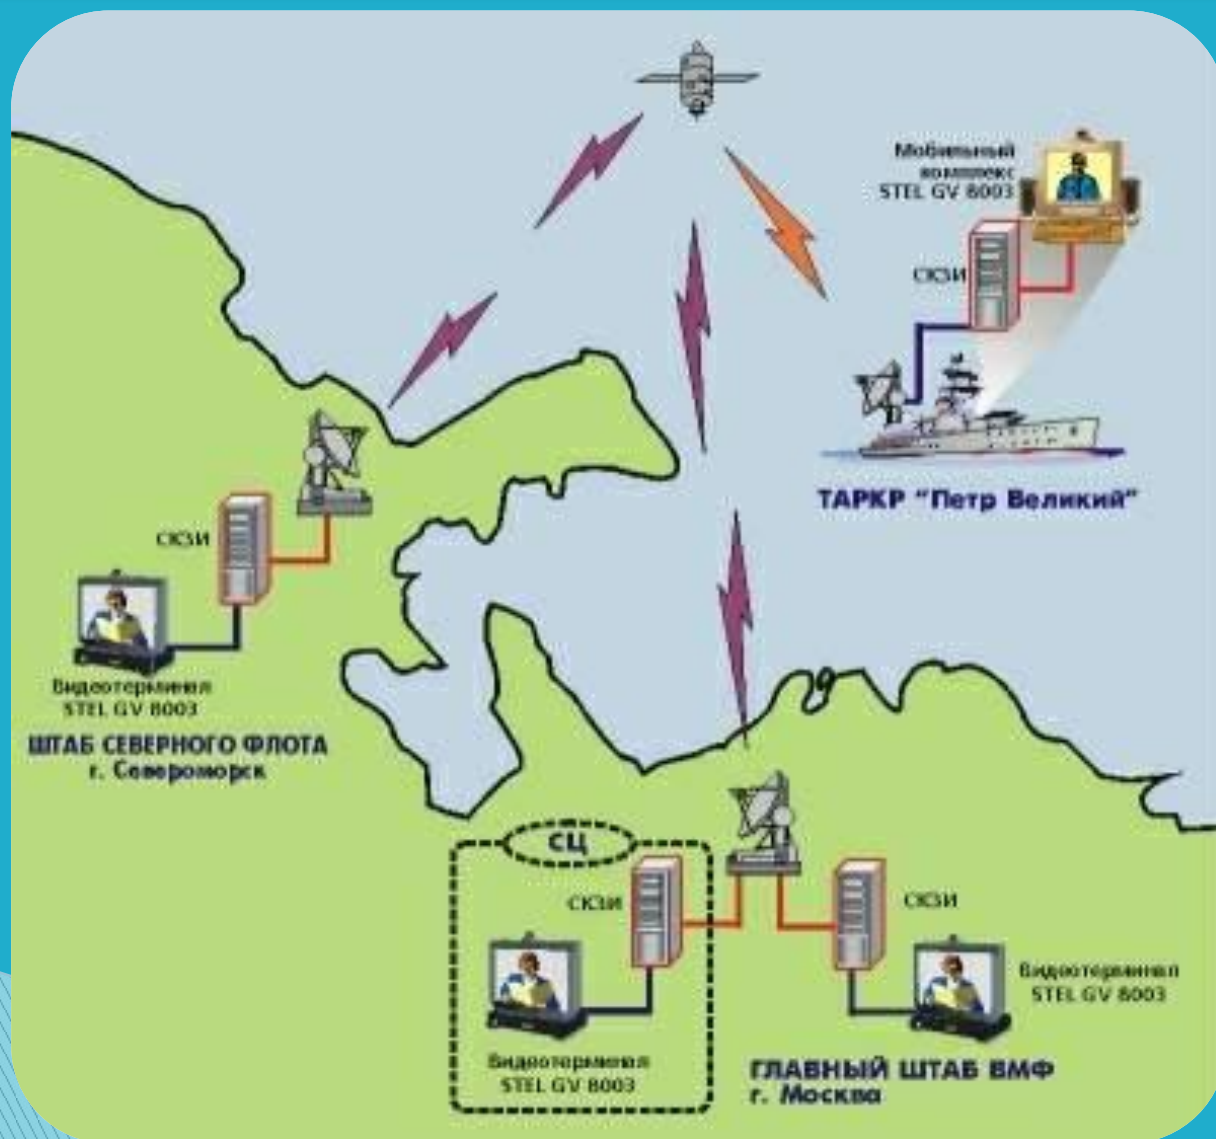 Мобильный
комплекс
STEL GV 8003
СКЗИ
ТАРКР "Петр Великий"
СКЗИ
Видеотерминал
STEL GV 8003
ШТАБ СЕВЕРНОГО ФЛОТА
г. Североморск
СЦ
СКЗИ
СКЗИ
Видеотерминал
STEL GV 8003
Видеотерминал
STEL GV 8003
ГЛАВНЫЙ ШТАБ ВМФ
г. Москва